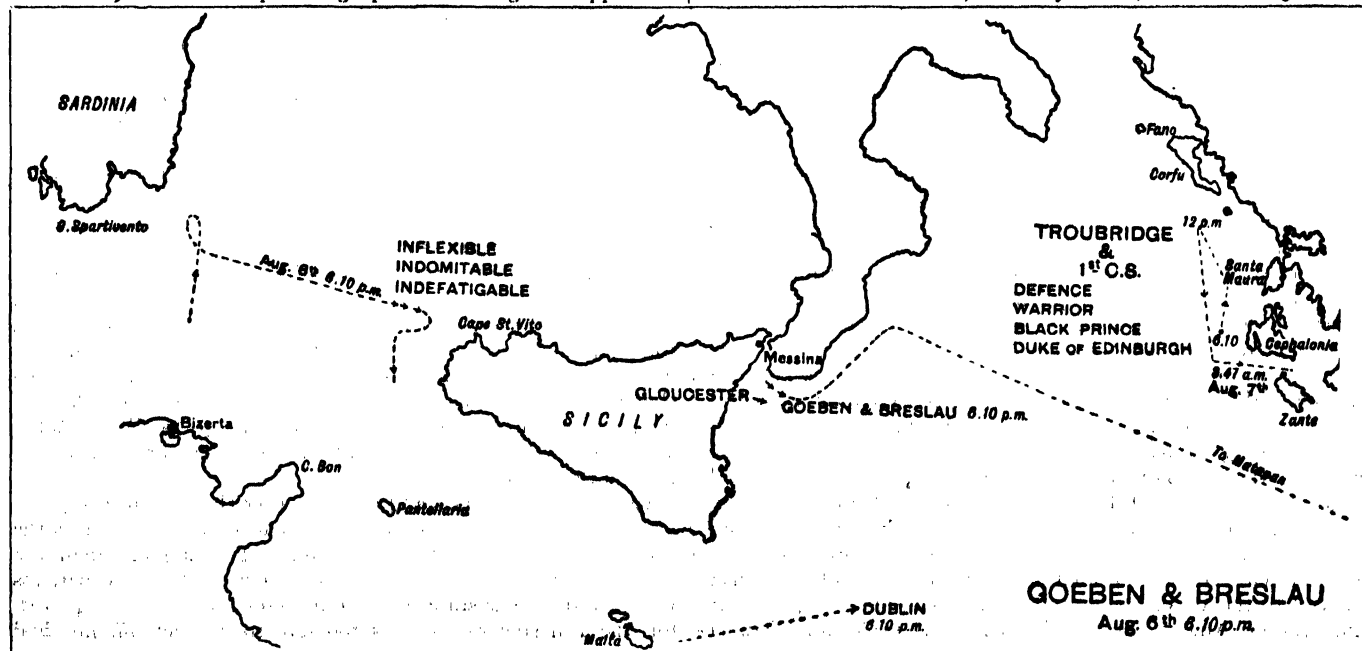 SARDINIA
C. Spartivento
Aug. 6th 6.10 p.m.
INFLEXIBLE
INDOMITABLE
INDEFATIGABLE
Cape St. Vito
Messina
GLOUCESTER
GOEBEN & BRESLAU 6.10 p.m.
SICILY
Bizerta
C. Bon
Pantellaria
Malta
DUBLIN
6.10 p.m.
Fano
Corfu
12 p.m
TROUBRIDGE
&
1st C.S.
DEFENCE
WARRIOR
BLACK PRINCE
DUKE OF EDINBURGH
Santa
Maura
6.10
Cephalonia
3.47 a.m.
Aug. 7th
Zante
To Matapan
GOEBEN & BRESLAU
Aug. 6th 6.10 p.m.